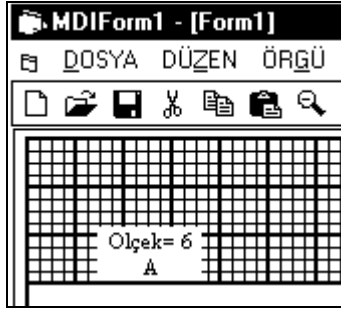 MDIForm1 - [Form1]
DOSYA DÜZEN ÖRGÜ
Olçek= 6
A